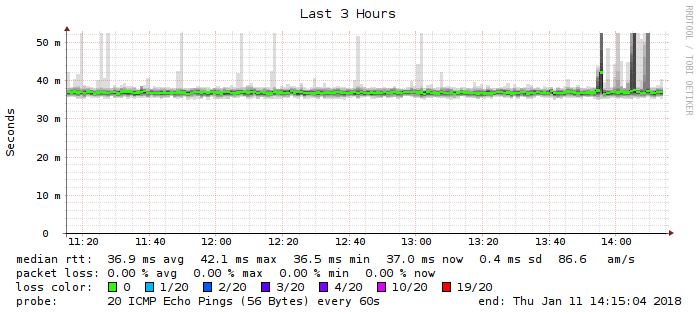 Last 3 Hours
RRDTOOL / TOBI OETIKER
Seconds
50 m
40 m
30 m
20 m
10 m
0
11:20 11:40 12:00 12:20 12:40 13:00 13:20 13:40 14:00
median rtt: 36.9 ms avg 42.1 ms max 36.5 ms min 37.0 ms now 0.4 ms sd 86.6 am/s
packet loss: 0.00 % avg 0.00 % max 0.00 % min 0.00 % now
loss color: 0 1/20 2/20 3/20 4/20 10/20 19/20
probe: 20 ICMP Echo Pings (56 Bytes) every 60s end: Thu Jan 11 14:15:04 2018